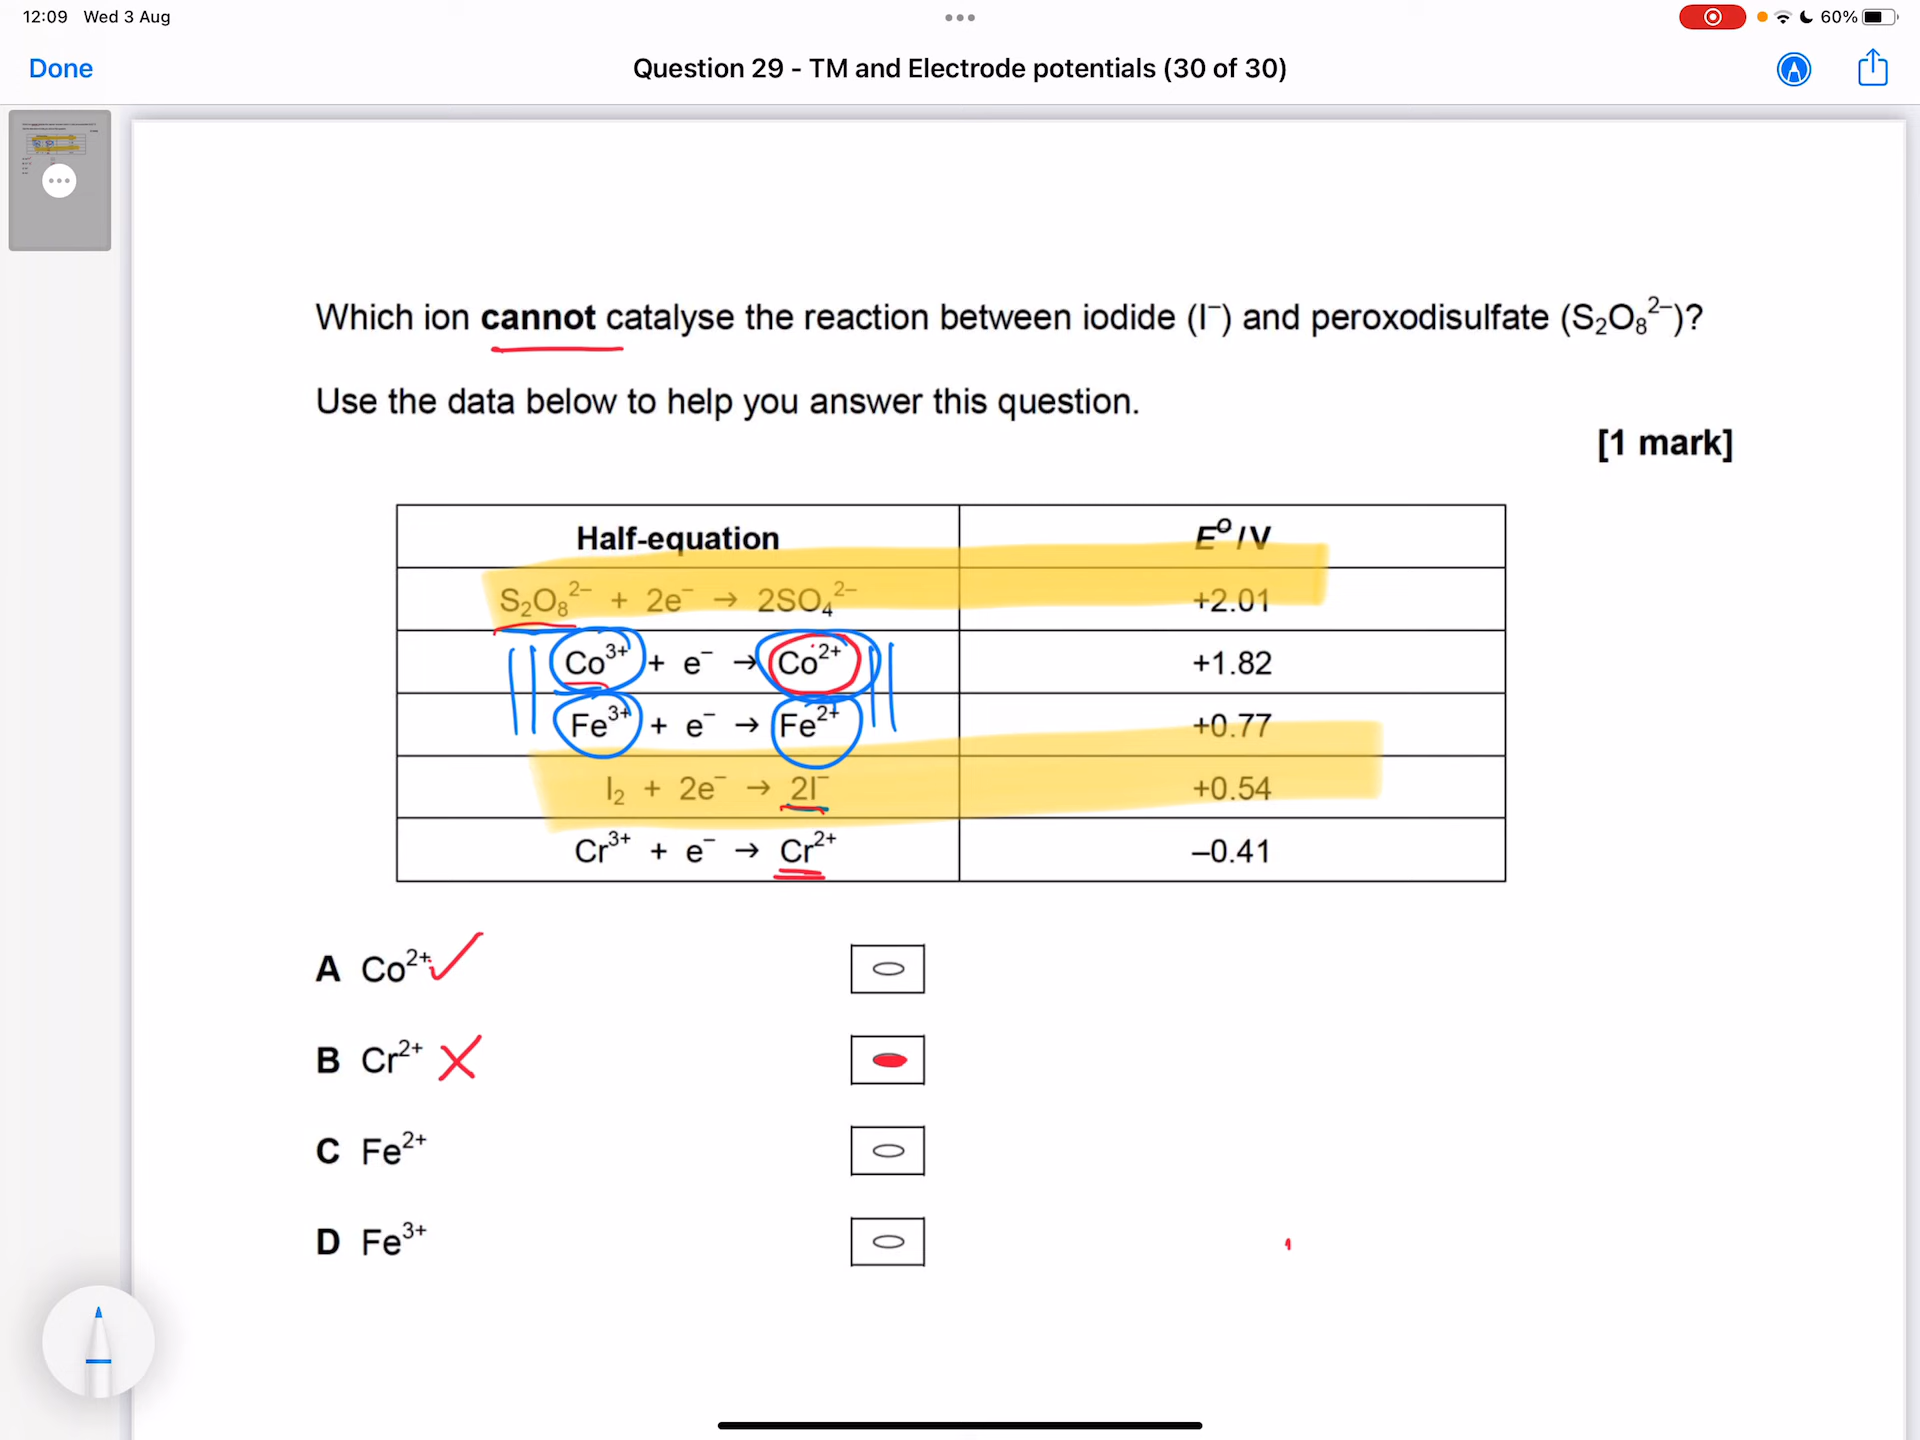 12:09 Wed 3 Aug
60%
Done
Question 29 - TM and Electrode potentials (30 of 30)
Which ion cannot catalyse the reaction between iodide (I⁻) and peroxodisulfate (S₂O₈²⁻)?
Use the data below to help you answer this question.
[1 mark]
Half-equation E°/V
S₂O₈²⁻ + 2e⁻ → 2SO₄²⁻ +2.01
Co³⁺ + e⁻ → Co²⁺ +1.82
Fe³⁺ + e⁻ → Fe²⁺ +0.77
I₂ + 2e⁻ → 2I⁻ +0.54
Cr³⁺ + e⁻ → Cr²⁺ –0.41
A Co²⁺
B Cr²⁺
C Fe²⁺
D Fe³⁺